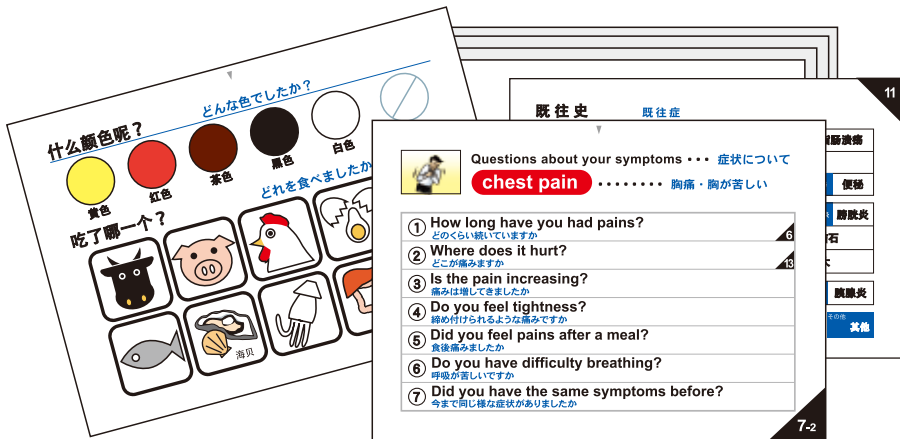 什么颜色呢？
どんな色でしたか？
黄色
红色
茶色
黑色
白色
吃了哪一个？
どれを食べましたか
海贝
11
既往史
既往症
胃肠溃疡
便秘
膀胱炎
石
胰腺炎
その他
其他
Questions about your symptoms ･･･ 症状について
chest pain ････････ 胸痛・胸が苦しい
① How long have you had pains?
どのくらい続いていますか
6
② Where does it hurt?
どこが痛みますか
13
③ Is the pain increasing?
痛みは増してきましたか
④ Do you feel tightness?
締め付けられるような痛みですか
⑤ Did you feel pains after a meal?
食後痛みましたか
⑥ Do you have difficulty breathing?
呼吸が苦しいですか
⑦ Did you have the same symptoms before?
今まで同じ様な症状がありましたか
7-2